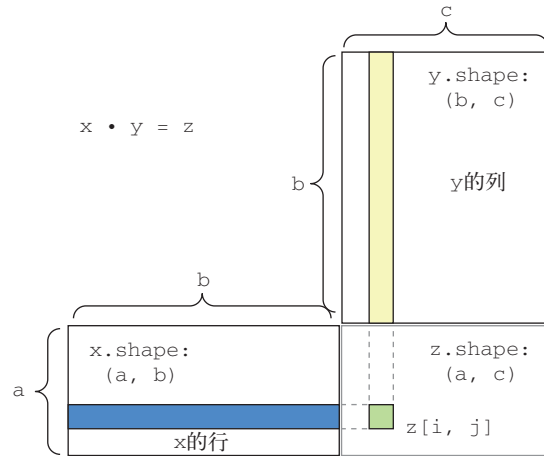 c
y.shape:
(b, c)
x • y = z
b
y的列
b
x.shape:
(a, b)
z.shape:
(a, c)
a
z[i, j]
x的行